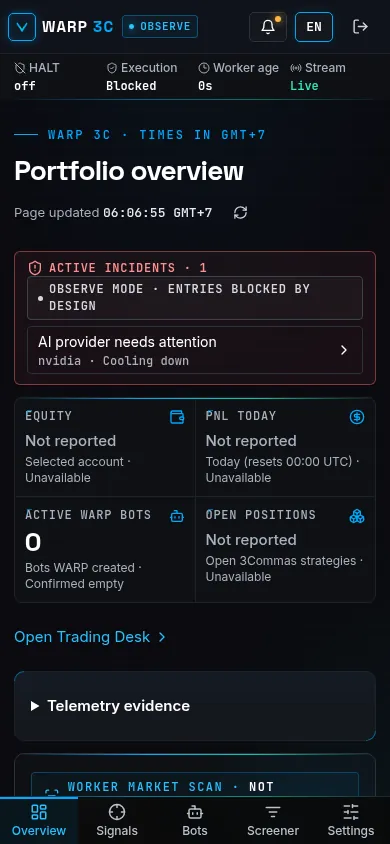 WARP 3C OBSERVE EN
HALT Execution Worker age Stream
off Blocked 0s Live
WARP 3C · TIMES IN GMT+7
Portfolio overview
Page updated 06:06:55 GMT+7
ACTIVE INCIDENTS · 1
OBSERVE MODE · ENTRIES BLOCKED BY
DESIGN
AI provider needs attention
nvidia · Cooling down
EQUITY
Not reported
Selected account ·
Unavailable
PNL TODAY
Not reported
Today (resets 00:00 UTC) ·
Unavailable
ACTIVE WARP BOTS
0
Bots WARP created ·
Confirmed empty
OPEN POSITIONS
Not reported
Open 3Commas strategies ·
Unavailable
Open Trading Desk
Telemetry evidence
WORKER MARKET SCAN · NOT
Overview Signals Bots Screener Settings